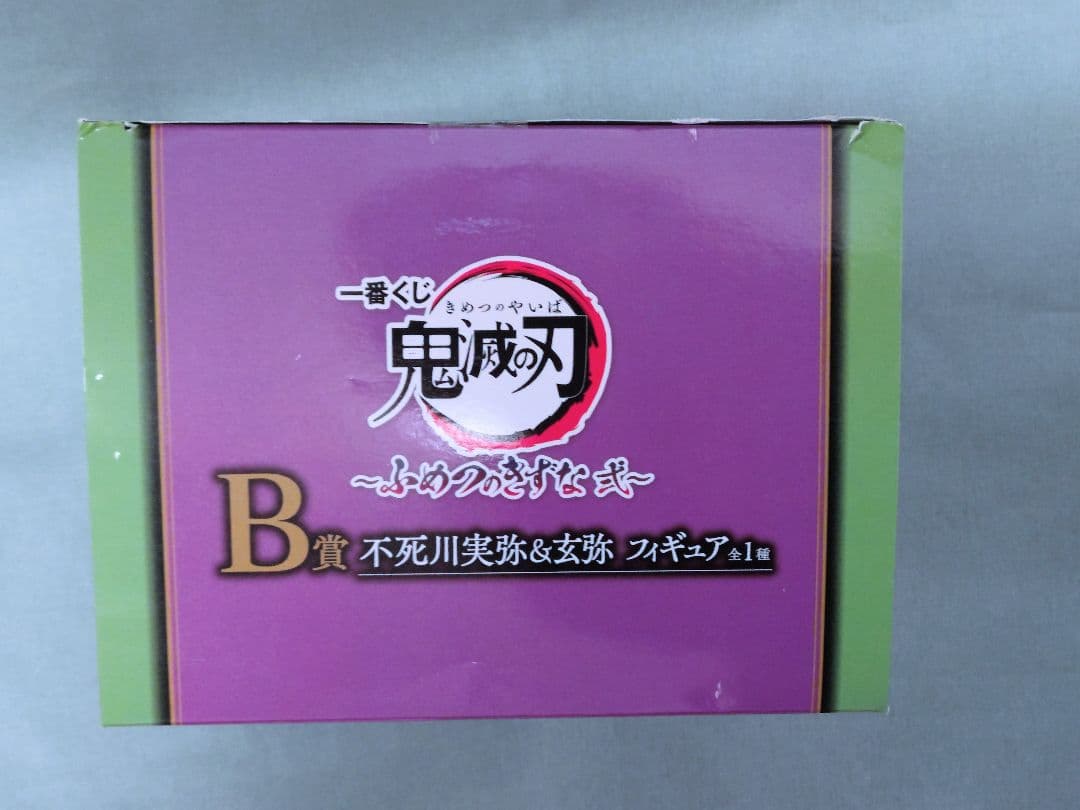 一番くじ
きめつのやいば
鬼滅の刃
～ふめつのきずな 弐～
B賞 不死川実弥&玄弥 フィギュア 全1種